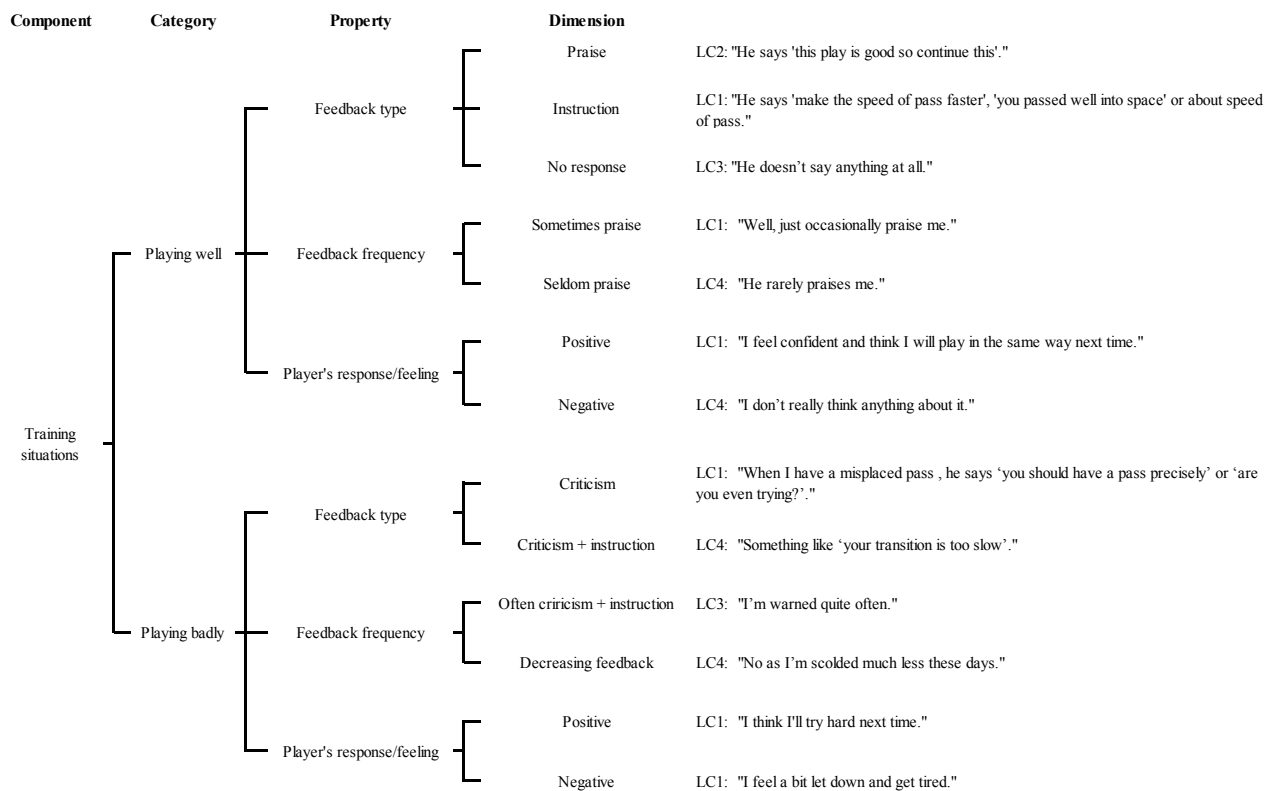 Component Category Property Dimension
Praise LC2: "He says 'this play is good so continue this'."
Feedback type Instruction LC1: "He says 'make the speed of pass faster', 'you passed well into space' or about speed
of pass."
No response LC3: "He doesn't say anything at all."
Sometimes praise LC1: "Well, just occasionally praise me."
Playing well Feedback frequency
Seldom praise LC4: "He rarely praises me."
Positive LC1: "I feel confident and think I will play in the same way next time."
Player's response/feeling
Negative LC4: "I don't really think anything about it."
Training
situations
Criticism LC1: "When I have a misplaced pass , he says ‘you should have a pass precisely’ or ‘are
you even trying?’."
Feedback type
Criticism + instruction LC4: "Something like ‘your transition is too slow’."
Often criricism + instruction LC3: "I’m warned quite often."
Playing badly Feedback frequency
Decreasing feedback LC4: "No as I’m scolded much less these days."
Positive LC1: "I think I'll try hard next time."
Player's response/feeling
Negative LC1: "I feel a bit let down and get tired."